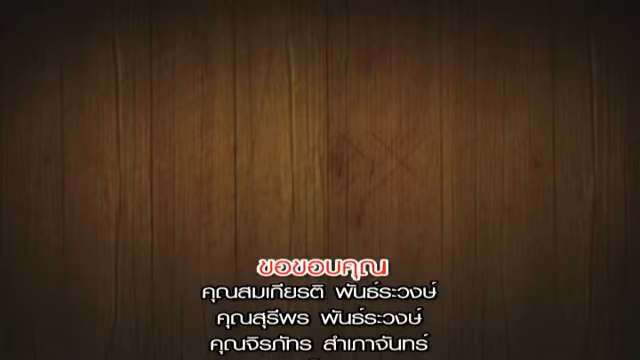 ขอขอบคุณ
คุณสมเกียรติ พันธ์ระวงษ์
คุณสุรีพร พันธ์ระวงษ์
คุณจิรภัทร สำเภาจันทร์